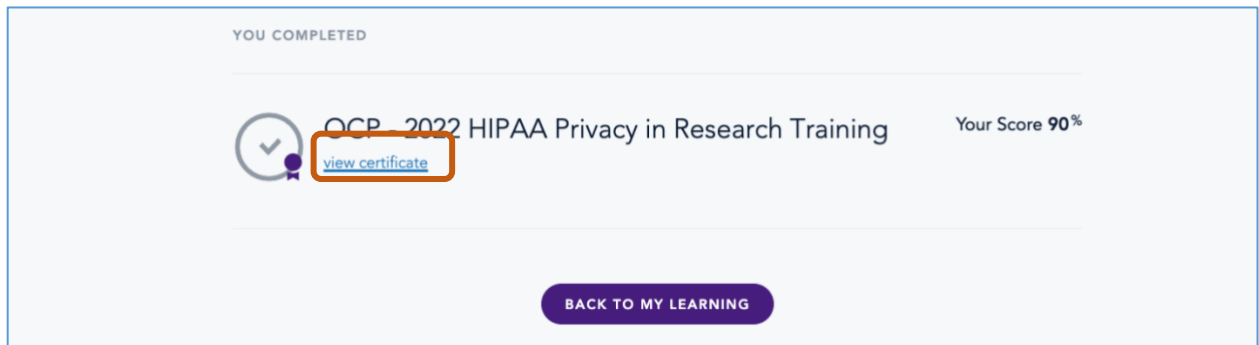 YOU COMPLETED
OCP - 2022 HIPAA Privacy in Research Training
Your Score 90%
view certificate
BACK TO MY LEARNING